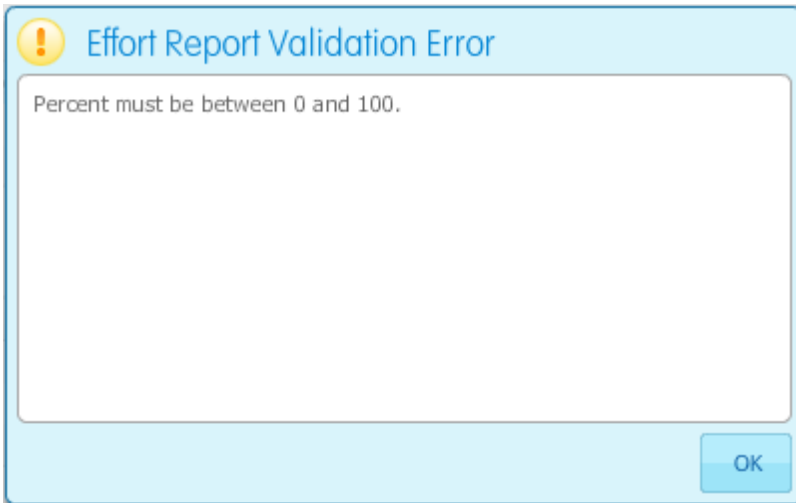 Effort Report Validation Error
Percent must be between 0 and 100.
OK